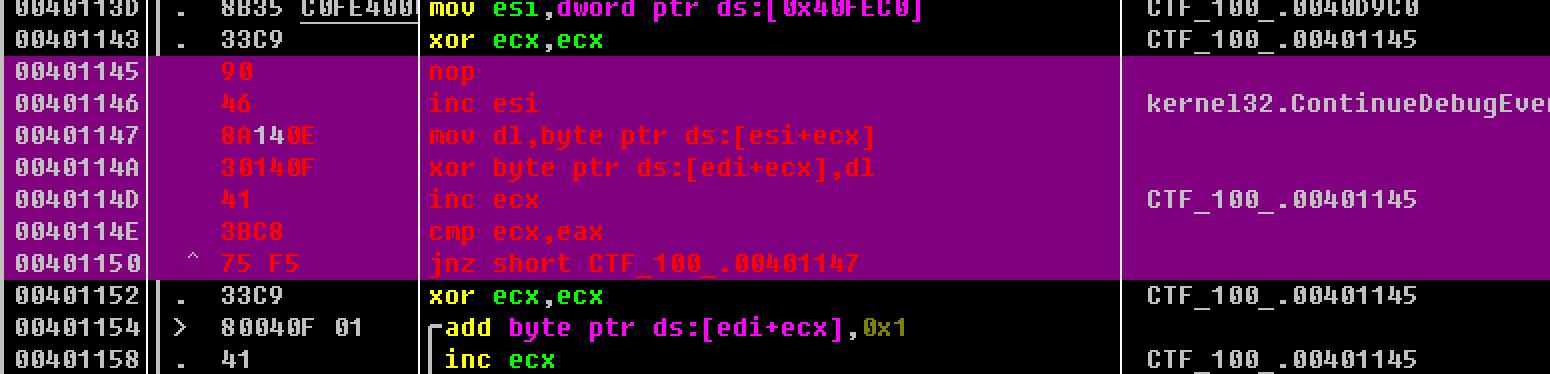 0040113D . 8B35 C0FE400 mov esi,dword ptr ds:[0x40FEC0] CTF_100_.0040D9C0
00401143 . 33C9 xor ecx,ecx CTF_100_.00401145
00401145 90 nop
00401146 46 inc esi kernel32.ContinueDebugEve
00401147 8A140E mov dl,byte ptr ds:[esi+ecx]
0040114A 30140F xor byte ptr ds:[edi+ecx],dl
0040114D 41 inc ecx CTF_100_.00401145
0040114E 3BC8 cmp ecx,eax
00401150 ^ 75 F5 jnz short CTF_100_.00401147
00401152 . 33C9 xor ecx,ecx CTF_100_.00401145
00401154 > 80040F 01 add byte ptr ds:[edi+ecx],0x1
00401158 . 41 inc ecx CTF_100_.00401145